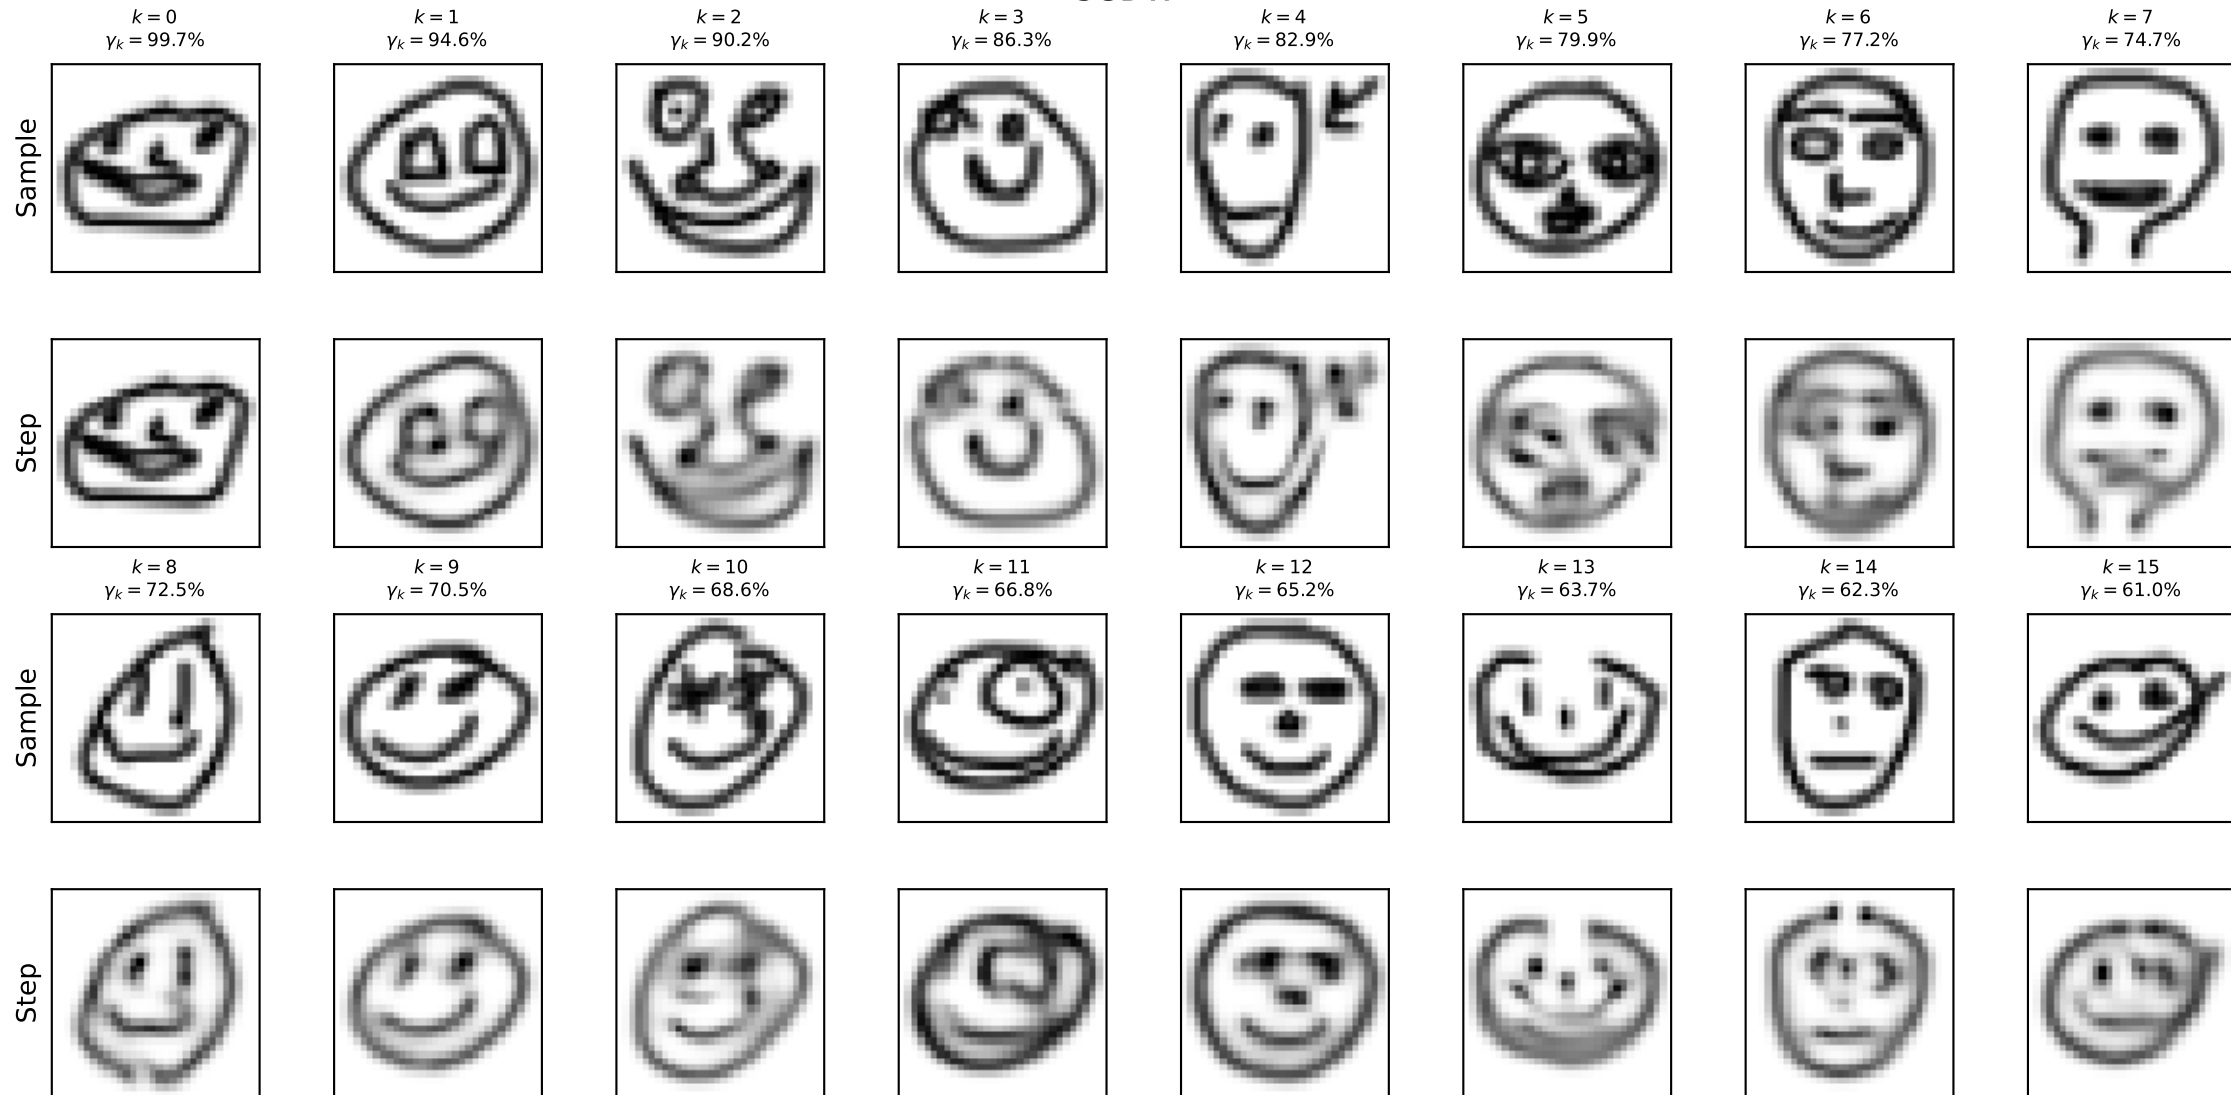 k = 0 k = 1 k = 2 k = 3 k = 4 k = 5 k = 6 k = 7
γₖ = 99.7% γₖ = 94.6% γₖ = 90.2% γₖ = 86.3% γₖ = 82.9% γₖ = 79.9% γₖ = 77.2% γₖ = 74.7%
Sample
Step
k = 8 k = 9 k = 10 k = 11 k = 12 k = 13 k = 14 k = 15
γₖ = 72.5% γₖ = 70.5% γₖ = 68.6% γₖ = 66.8% γₖ = 65.2% γₖ = 63.7% γₖ = 62.3% γₖ = 61.0%
Sample
Step